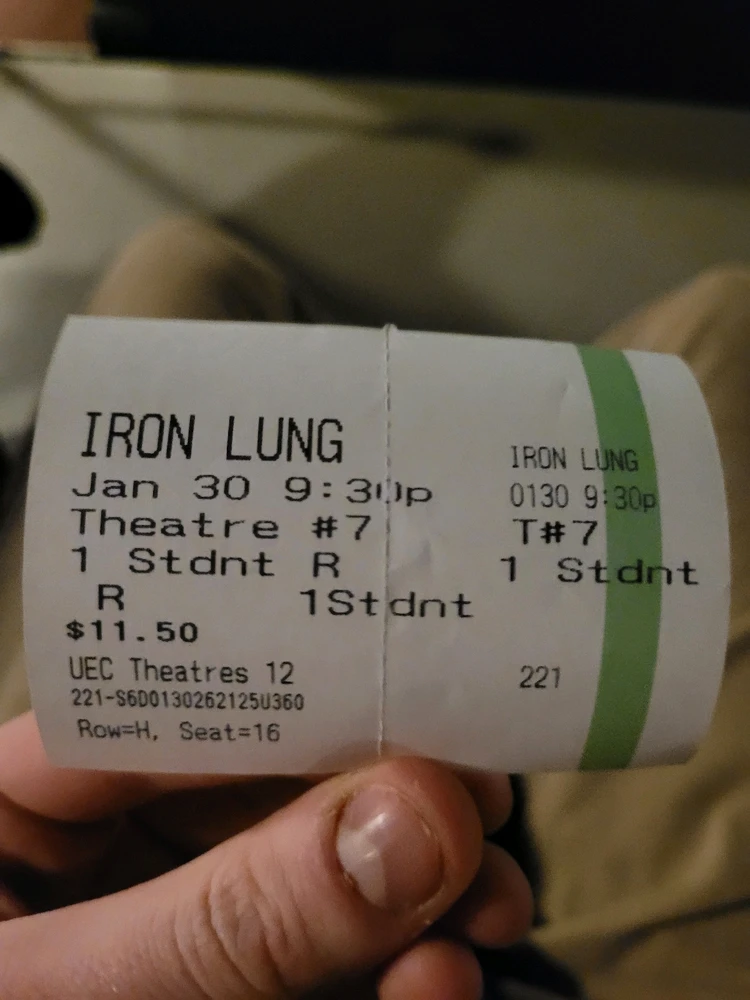 IRON LUNG
Jan 30 9:30p
Theatre #7
1 Stdnt R
R 1Stdnt
$11.50
UEC Theatres 12
221-S6D0130262125U360
Row=H, Seat=16
IRON LUNG
0130 9:30p
T#7
1 Stdnt
221